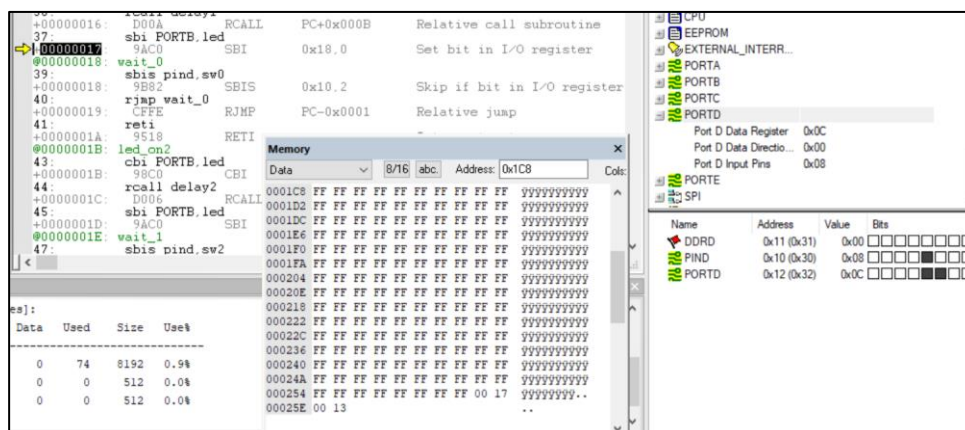 +00000016: D00A RCALL PC+0x000B Relative call subroutine
37: sbi PORTB,led
+00000017: 9AC0 SBI 0x18,0 Set bit in I/O register
@00000018: wait_0
39: sbis pind,sw0
+00000018: 9B82 SBIS 0x10,2 Skip if bit in I/O register
40: rjmp wait_0
+00000019: CFFE RJMP PC-0x0001 Relative jump
41: reti
+0000001A: 9518 RETI
@0000001B: led_on2
43: cbi PORTB,led
+0000001B: 98C0 CBI
44: rcall delay2
+0000001C: D006 RCALL
45: sbi PORTB,led
+0000001D: 9AC0 SBI
@0000001E: wait_1
47: sbis pind,sw2
Memory
Data 8/16 abc. Address: 0x1C8 Cols:
0001C8 FF FF FF FF FF FF FF FF FF FF ÿÿÿÿÿÿÿÿÿÿ
0001D2 FF FF FF FF FF FF FF FF FF FF ÿÿÿÿÿÿÿÿÿÿ
0001DC FF FF FF FF FF FF FF FF FF FF ÿÿÿÿÿÿÿÿÿÿ
0001E6 FF FF FF FF FF FF FF FF FF FF ÿÿÿÿÿÿÿÿÿÿ
0001F0 FF FF FF FF FF FF FF FF FF FF ÿÿÿÿÿÿÿÿÿÿ
0001FA FF FF FF FF FF FF FF FF FF FF ÿÿÿÿÿÿÿÿÿÿ
000204 FF FF FF FF FF FF FF FF FF FF ÿÿÿÿÿÿÿÿÿÿ
00020E FF FF FF FF FF FF FF FF FF FF ÿÿÿÿÿÿÿÿÿÿ
000218 FF FF FF FF FF FF FF FF FF FF ÿÿÿÿÿÿÿÿÿÿ
000222 FF FF FF FF FF FF FF FF FF FF ÿÿÿÿÿÿÿÿÿÿ
00022C FF FF FF FF FF FF FF FF FF FF ÿÿÿÿÿÿÿÿÿÿ
000236 FF FF FF FF FF FF FF FF FF FF ÿÿÿÿÿÿÿÿÿÿ
000240 FF FF FF FF FF FF FF FF FF FF ÿÿÿÿÿÿÿÿÿÿ
00024A FF FF FF FF FF FF FF FF FF FF ÿÿÿÿÿÿÿÿÿÿ
000254 FF FF FF FF FF FF FF FF 00 17 ÿÿÿÿÿÿÿÿ..
00025E 00 13 ..
es]:
Data Used Size Use%
0 74 8192 0.9%
0 0 512 0.0%
0 0 512 0.0%
CPU
EEPROM
EXTERNAL_INTERR...
PORTA
PORTB
PORTC
PORTD
Port D Data Register 0x0C
Port D Data Directio... 0x00
Port D Input Pins 0x08
PORTE
SPI
Name Address Value Bits
DDRD 0x11 (0x31) 0x00
PIND 0x10 (0x30) 0x08
PORTD 0x12 (0x32) 0x0C